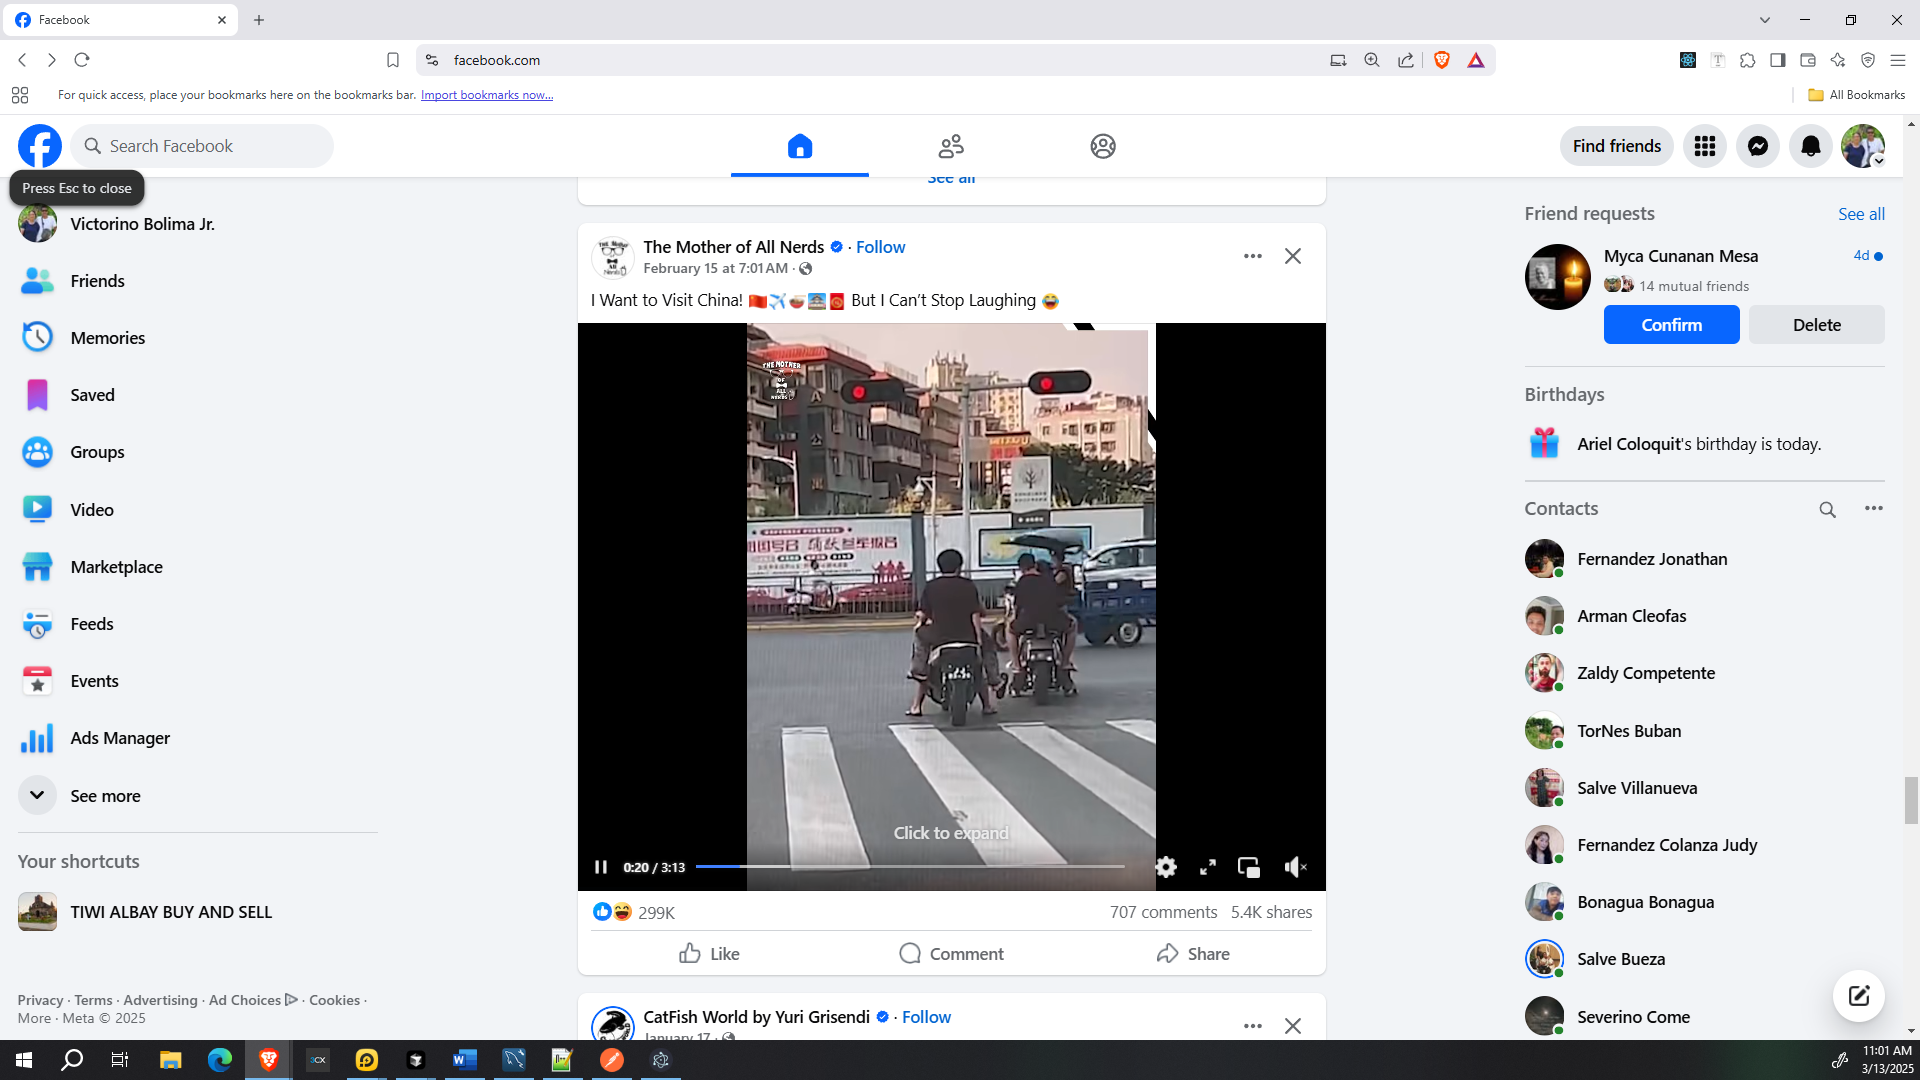 Facebook
facebook.com
For quick access, place your bookmarks here on the bookmarks bar. Import bookmarks now...
All Bookmarks
Search Facebook
Find friends
Press Esc to close
Victorino Bolima Jr.
Friends
Memories
Saved
Groups
Video
Marketplace
Feeds
Events
Ads Manager
See more
Your shortcuts
TIWI ALBAY BUY AND SELL
Privacy · Terms · Advertising · Ad Choices · Cookies ·
More · Meta © 2025
See all
The Mother of All Nerds · Follow
February 15 at 7:01 AM ·
I Want to Visit China! 🇨🇳✈️🍜🏯🧧 But I Can't Stop Laughing 😂
THE MOTHER
OF
ALL
NERDS
Click to expand
0:20 / 3:13
299K
707 comments 5.4K shares
Like
Comment
Share
CatFish World by Yuri Grisendi · Follow
January 17 ·
Friend requests
See all
Myca Cunanan Mesa
4d
14 mutual friends
Confirm
Delete
Birthdays
Ariel Coloquit's birthday is today.
Contacts
Fernandez Jonathan
Arman Cleofas
Zaldy Competente
TorNes Buban
Salve Villanueva
Fernandez Colanza Judy
Bonagua Bonagua
Salve Bueza
Severino Come
11:01 AM
3/13/2025